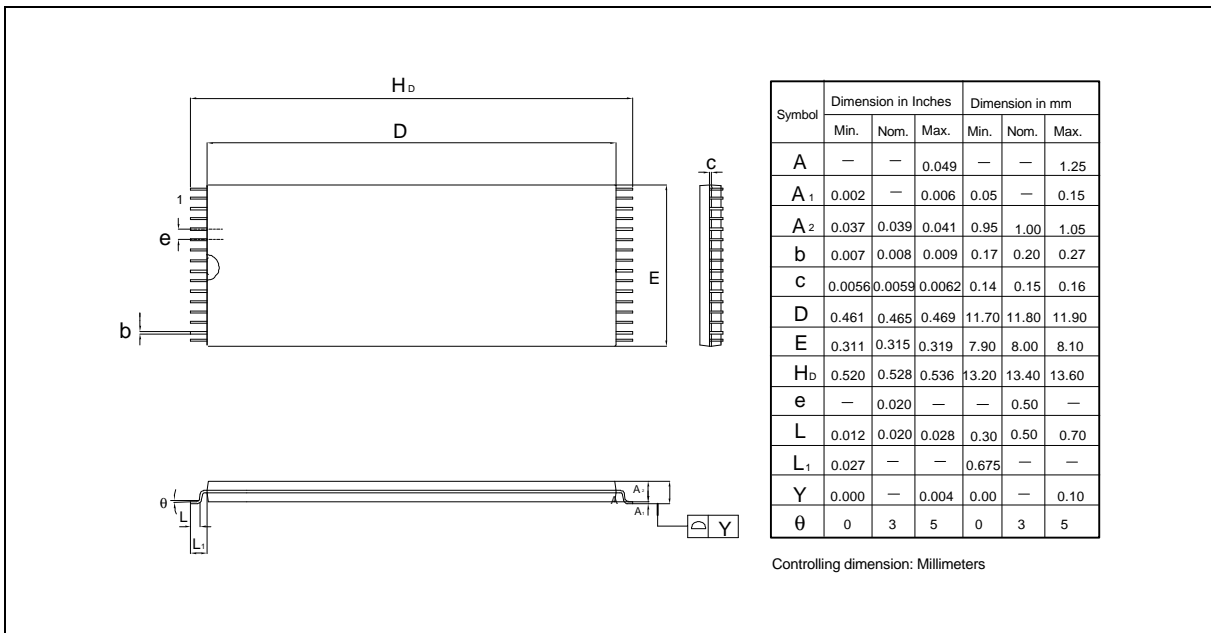 H D
D
1
e
b
E
c
θ
L
L1
A2
A
A1
Y
Symbol Dimension in Inches Dimension in mm
Min. Nom. Max. Min. Nom. Max.
A — — 0.049 — — 1.25
A 1 0.002 — 0.006 0.05 — 0.15
A 2 0.037 0.039 0.041 0.95 1.00 1.05
b 0.007 0.008 0.009 0.17 0.20 0.27
c 0.0056 0.0059 0.0062 0.14 0.15 0.16
D 0.461 0.465 0.469 11.70 11.80 11.90
E 0.311 0.315 0.319 7.90 8.00 8.10
H D 0.520 0.528 0.536 13.20 13.40 13.60
e — 0.020 — — 0.50 —
L 0.012 0.020 0.028 0.30 0.50 0.70
L 1 0.027 — — 0.675 — —
Y 0.000 — 0.004 0.00 — 0.10
θ 0 3 5 0 3 5
Controlling dimension: Millimeters